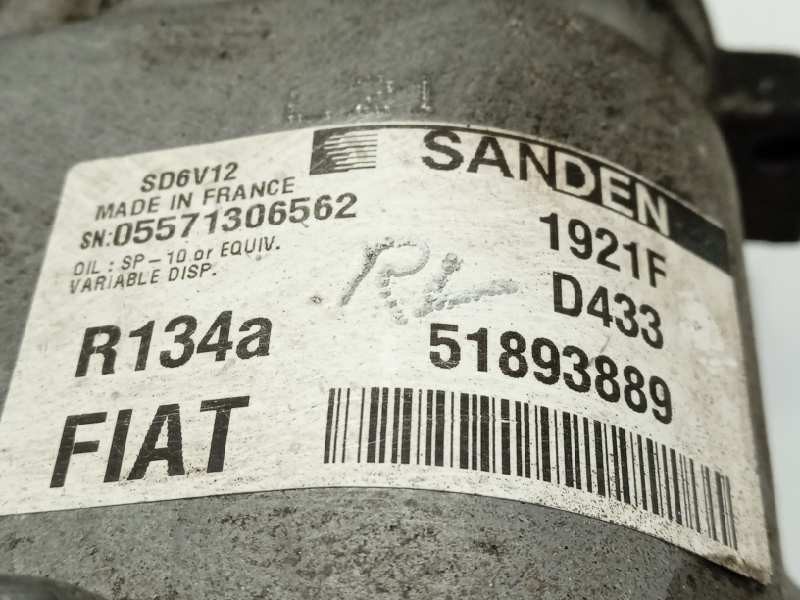 SANDEN
SD6V12
MADE IN FRANCE
SN:05571306562
OIL : SP-10 or EQUIV.
VARIABLE DISP.
1921F
D433
51893889
R134a
FIAT
RL